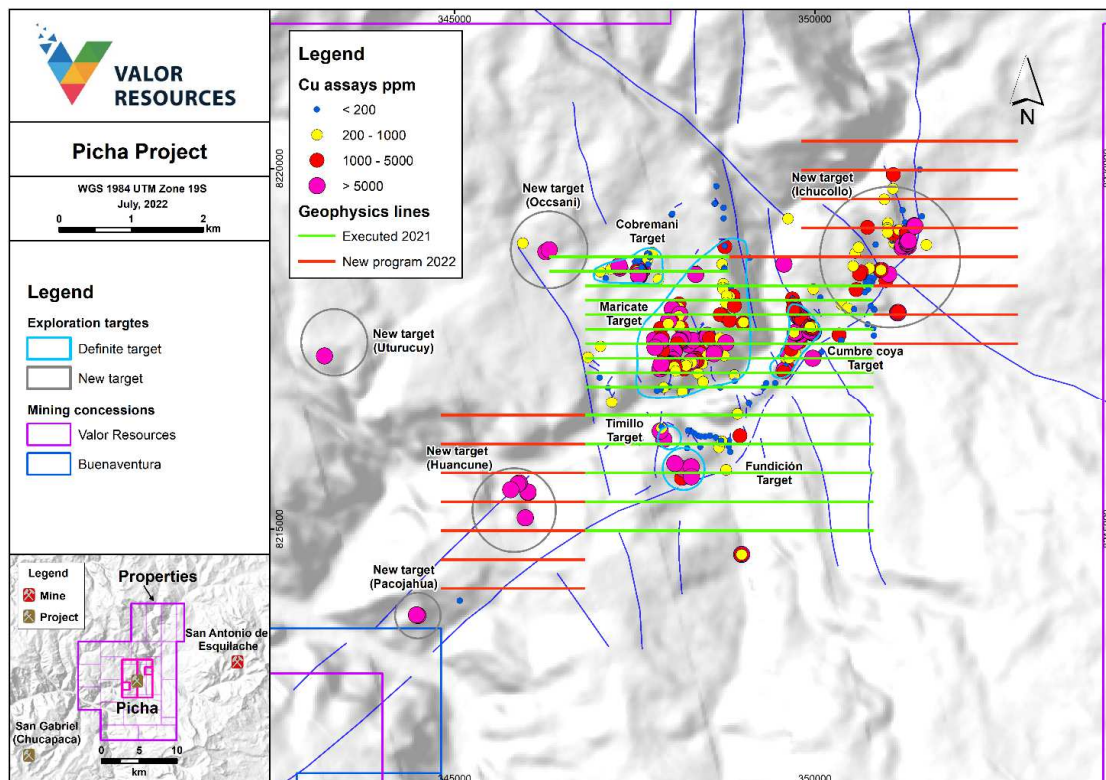 VALOR
RESOURCES
Picha Project
WGS 1984 UTM Zone 19S
July, 2022
0 1 2
km
Legend
Exploration targtes
Definite target
New target
Mining concessions
Valor Resources
Buenaventura
Legend
Mine
Project
Properties
San Antonio de
Esquilache
Picha
San Gabriel
(Chucapaca)
0 5 10
km
345000
350000
Legend
Cu assays ppm
< 200
200 - 1000
1000 - 5000
> 5000
Geophysics lines
Executed 2021
New program 2022
N
8220000
8215000
New target
(Occsani)
Cobremani
Target
New target
(Ichucollo)
Maricate
Target
New target
(Uturucuy)
Cumbre coya
Target
Timillo
Target
New target
(Huancune)
Fundición
Target
New target
(Pacojahua)
345000
350000